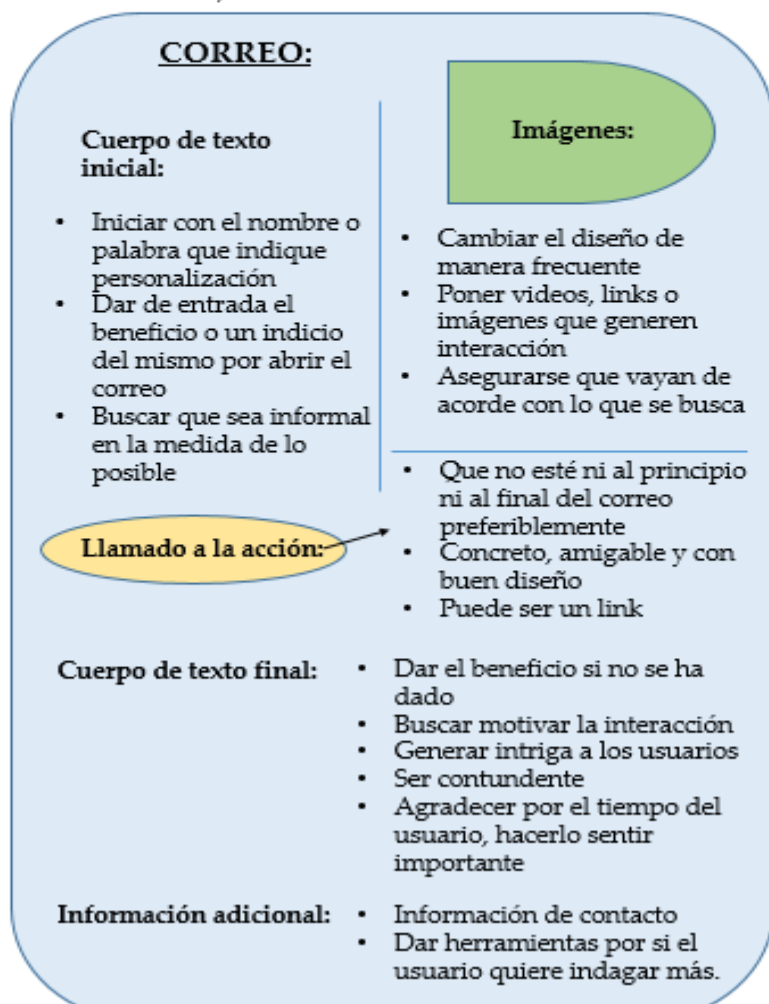 CORREO:
Cuerpo de texto
inicial:
• Iniciar con el nombre o
palabra que indique
personalización
• Dar de entrada el
beneficio o un indicio
del mismo por abrir el
correo
• Buscar que sea informal
en la medida de lo
posible
Imágenes:
• Cambiar el diseño de
manera frecuente
• Poner videos, links o
imágenes que generen
interacción
• Asegurarse que vayan de
acorde con lo que se busca
Llamado a la acción:
• Que no esté ni al principio
ni al final del correo
preferiblemente
• Concreto, amigable y con
buen diseño
• Puede ser un link
Cuerpo de texto final:
• Dar el beneficio si no se ha
dado
• Buscar motivar la interacción
• Generar intriga a los usuarios
• Ser contundente
• Agradecer por el tiempo del
usuario, hacerlo sentir
importante
Información adicional:
• Información de contacto
• Dar herramientas por si el
usuario quiere indagar más.